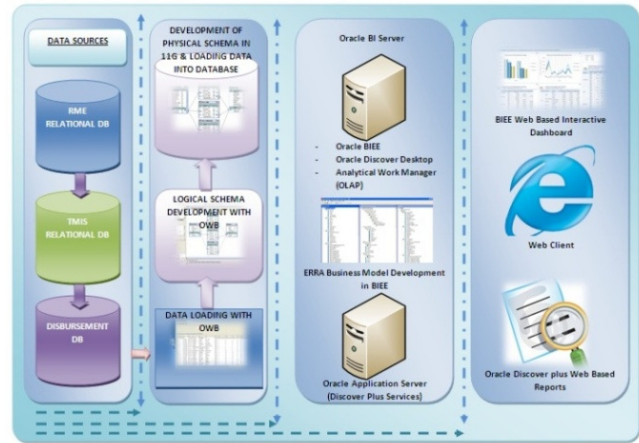 DATA SOURCES
RME
RELATIONAL DB
TMIS
RELATIONAL DB
DISBURSEMENT
DB
DEVELOPMENT OF
PHYSICAL SCHEMA IN
11G & LOADING DATA
INTO DATABASE
LOGICAL SCHEMA
DEVELOPMENT WITH
OWB
DATA LOADING WITH
OWB
Oracle BI Server
- Oracle BIEE
- Oracle Discover Desktop
- Analytical Work Manager
(OLAP)
ERRA Business Model Development
in BIEE
Oracle Application Server
(Discover Plus Services)
BIEE Web Based Interactive
Dashboard
Web Client
Oracle Discover plus Web Based
Reports